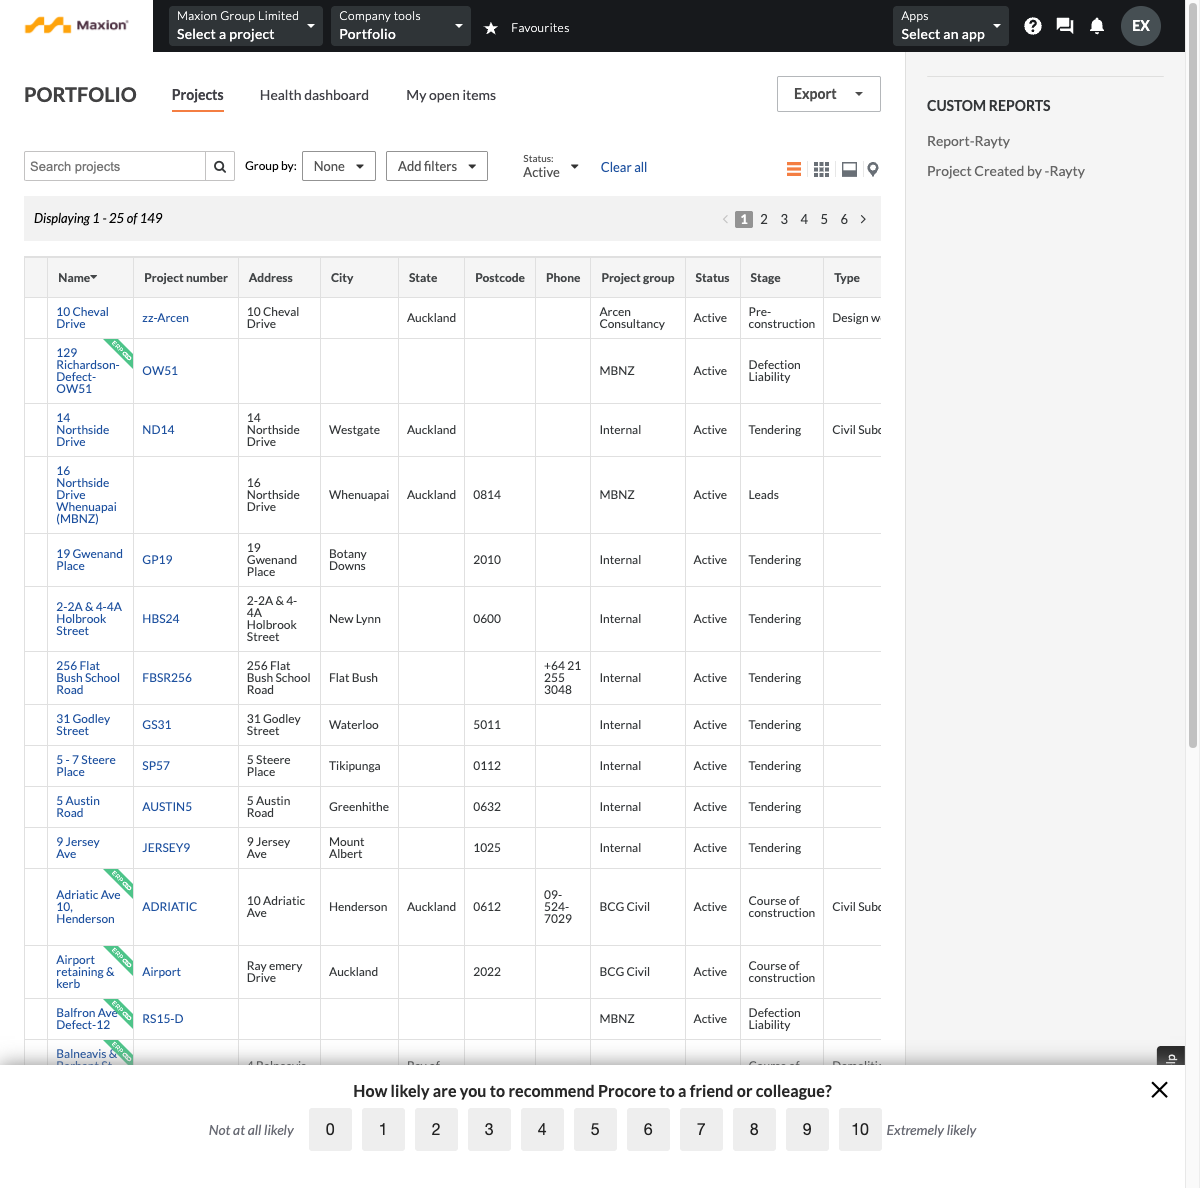 Maxion
Maxion Group Limited
Select a project
Company tools
Portfolio
Favourites
Apps
Select an app
EX
PORTFOLIO
Projects
Health dashboard
My open items
Export
CUSTOM REPORTS
Report-Rayty
Project Created by -Rayty
Search projects
Group by:
None
Add filters
Status:
Active
Clear all
Displaying 1 - 25 of 149
1 2 3 4 5 6
Name Project number Address City State Postcode Phone Project group Status Stage Type
10 Cheval
Drive
zz-Arcen
10 Cheval
Drive
Auckland
Arcen
Consultancy
Active
Pre-
construction
Design w
129
Richardson-
Defect-
OW51
ERP
OW51
MBNZ
Active
Defection
Liability
14
Northside
Drive
ND14
14
Northside
Drive
Westgate
Auckland
Internal
Active
Tendering
Civil Subc
16
Northside
Drive
Whenuapai
(MBNZ)
16
Northside
Drive
Whenuapai
Auckland
0814
MBNZ
Active
Leads
19 Gwenand
Place
GP19
19
Gwenand
Place
Botany
Downs
2010
Internal
Active
Tendering
2-2A & 4-4A
Holbrook
Street
HBS24
2-2A & 4-
4A
Holbrook
Street
New Lynn
0600
Internal
Active
Tendering
256 Flat
Bush School
Road
FBSR256
256 Flat
Bush School
Road
Flat Bush
+64 21
255
3048
Internal
Active
Tendering
31 Godley
Street
GS31
31 Godley
Street
Waterloo
5011
Internal
Active
Tendering
5 - 7 Steere
Place
SP57
5 Steere
Place
Tikipunga
0112
Internal
Active
Tendering
5 Austin
Road
AUSTIN5
5 Austin
Road
Greenhithe
0632
Internal
Active
Tendering
9 Jersey
Ave
JERSEY9
9 Jersey
Ave
Mount
Albert
1025
Internal
Active
Tendering
Adriatic Ave
10,
Henderson
ERP
ADRIATIC
10 Adriatic
Ave
Henderson
Auckland
0612
09-
524-
7029
BCG Civil
Active
Course of
construction
Civil Subc
Airport
retaining &
kerb
ERP
Airport
Ray emery
Drive
Auckland
2022
BCG Civil
Active
Course of
construction
Balfron Ave
Defect-12
ERP
RS15-D
MBNZ
Active
Defection
Liability
Balneavis &
ERP
How likely are you to recommend Procore to a friend or colleague?
Not at all likely
0 1 2 3 4 5 6 7 8 9 10
Extremely likely